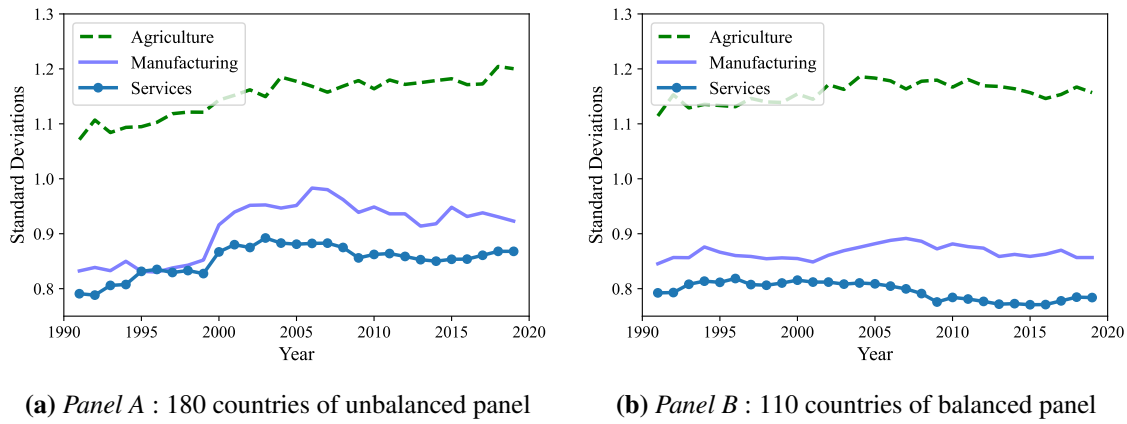 1.3
1.2
1.1
1.0
0.9
0.8
Standard Deviations
Agriculture
Manufacturing
Services
1990
1995
2000
2005
2010
2015
2020
Year
(a) Panel A : 180 countries of unbalanced panel
1.3
1.2
1.1
1.0
0.9
0.8
Standard Deviations
Agriculture
Manufacturing
Services
1990
1995
2000
2005
2010
2015
2020
Year
(b) Panel B : 110 countries of balanced panel